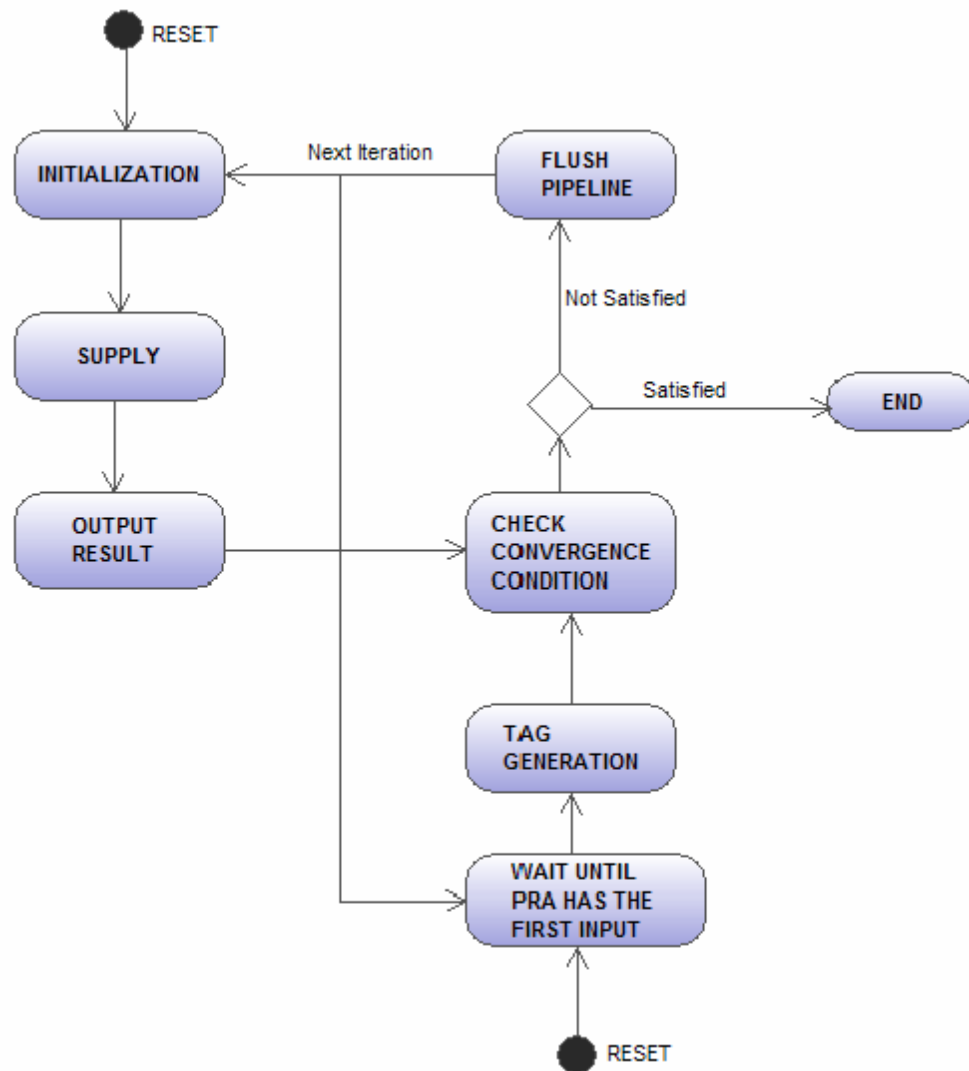 RESET
INITIALIZATION
Next Iteration
FLUSH
PIPELINE
Not Satisfied
SUPPLY
Satisfied
END
OUTPUT
RESULT
CHECK
CONVERGENCE
CONDITION
TAG
GENERATION
WAIT UNTIL
PRA HAS THE
FIRST INPUT
RESET